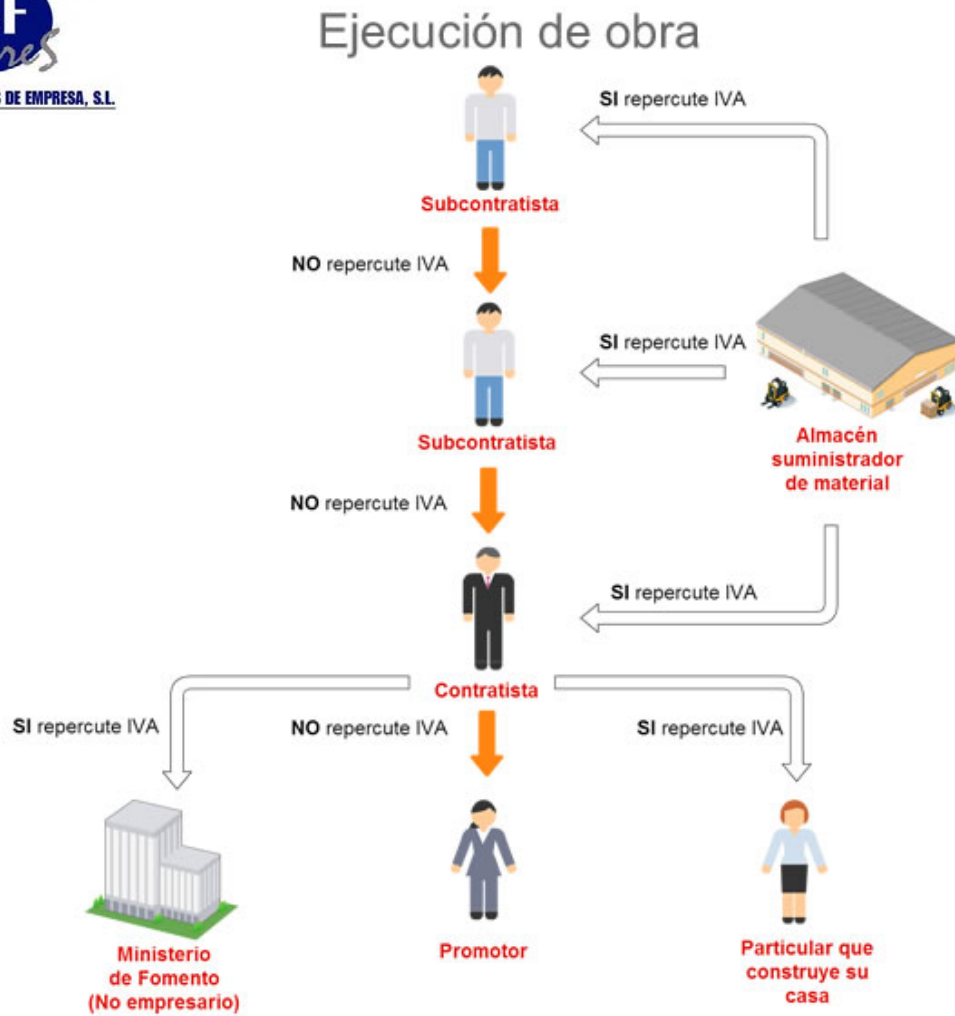 Ejecución de obra
F
res
S DE EMPRESA, S.L.
SI repercute IVA
Subcontratista
NO repercute IVA
SI repercute IVA
Subcontratista
Almacén
suministrador
de material
NO repercute IVA
SI repercute IVA
Contratista
SI repercute IVA
NO repercute IVA
SI repercute IVA
Ministerio
de Fomento
(No empresario)
Promotor
Particular que
construye su
casa